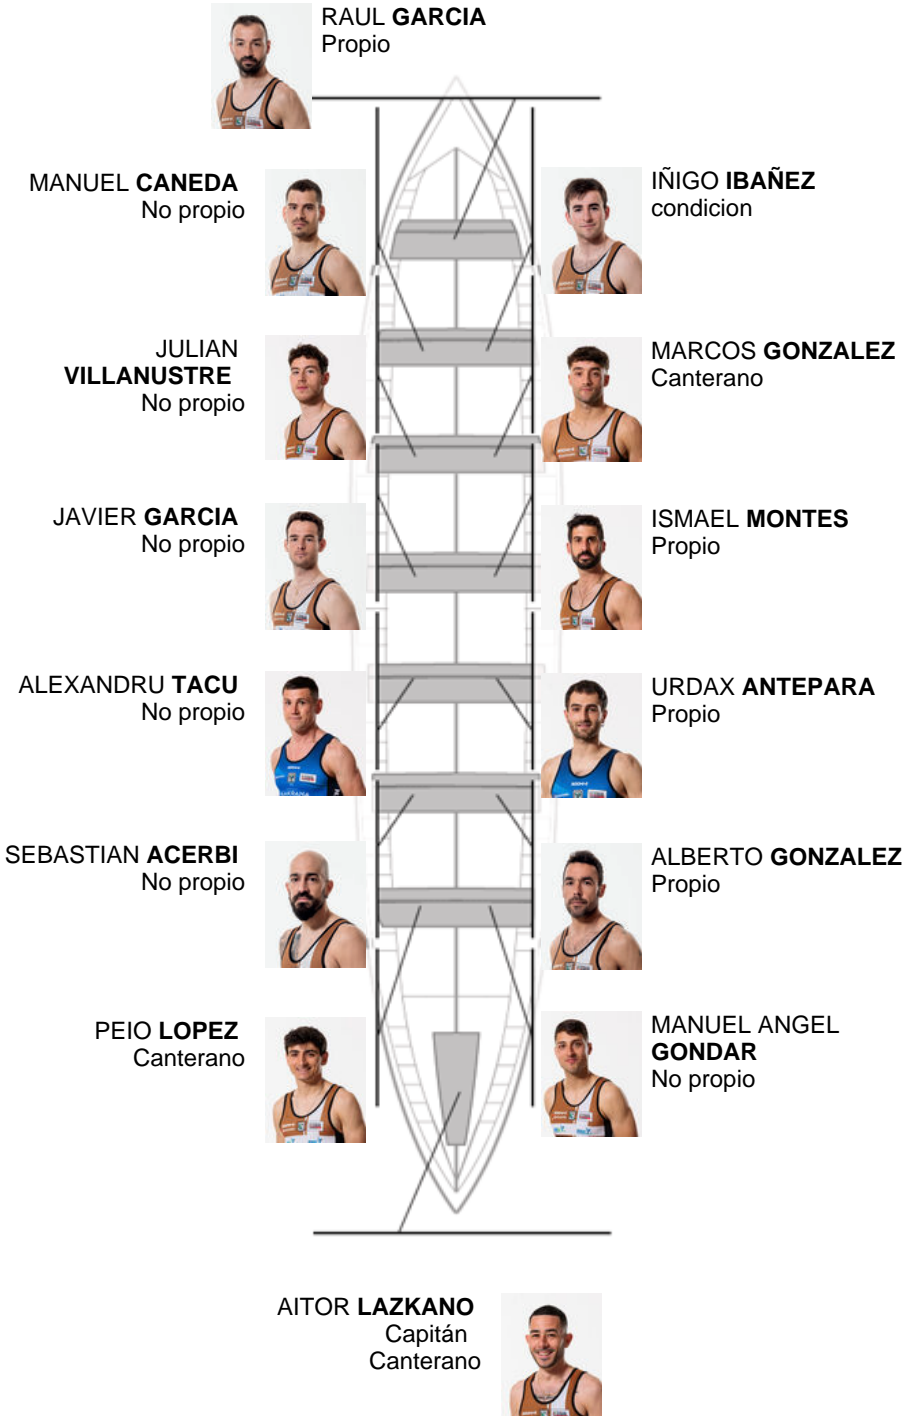 RAUL GARCIA
Propio
MANUEL CANEDA
No propio
IÑIGO IBAÑEZ
condicion
JULIAN
VILLANUSTRE
No propio
MARCOS GONZALEZ
Canterano
JAVIER GARCIA
No propio
ISMAEL MONTES
Propio
ALEXANDRU TACU
No propio
URDAX ANTEPARA
Propio
SEBASTIAN ACERBI
No propio
ALBERTO GONZALEZ
Propio
PEIO LOPEZ
Canterano
MANUEL ANGEL
GONDAR
No propio
AITOR LAZKANO
Capitán
Canterano